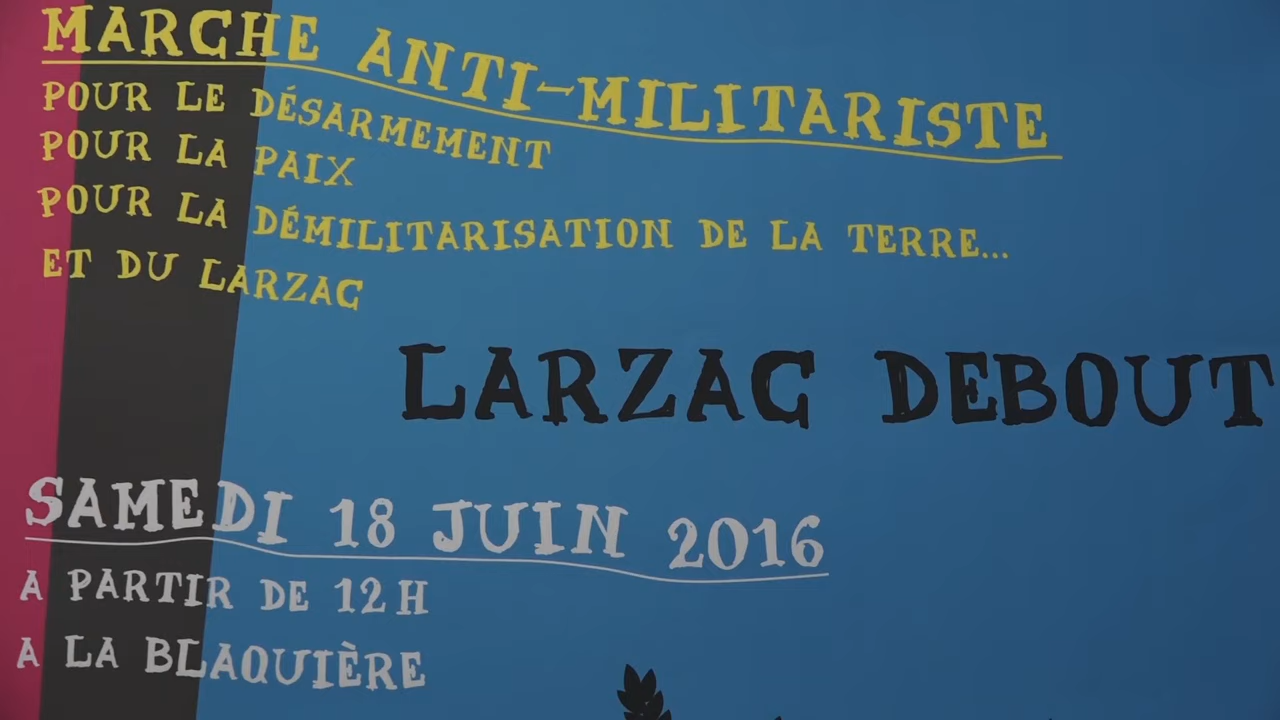 MARCHE ANTI-MILITARISTE
POUR LE DÉSARMEMENT
POUR LA PAIX
POUR LA DÉMILITARISATION DE LA TERRE...
ET DU LARZAC
LARZAC DEBOUT
SAMEDI 18 JUIN 2016
A PARTIR DE 12H
A LA BLAQUIÈRE